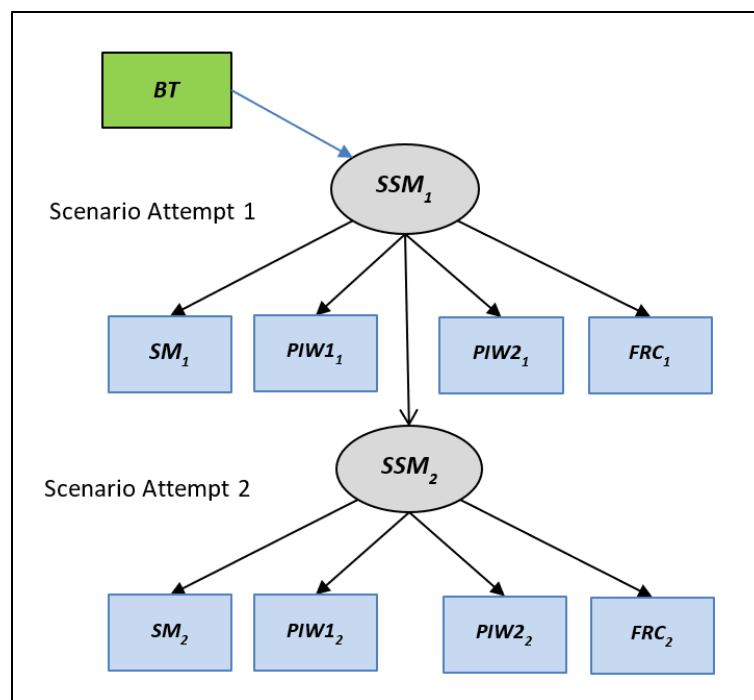 BT
SSM₁
Scenario Attempt 1
SM₁
PIW1₁
PIW2₁
FRC₁
SSM₂
Scenario Attempt 2
SM₂
PIW1₂
PIW2₂
FRC₂